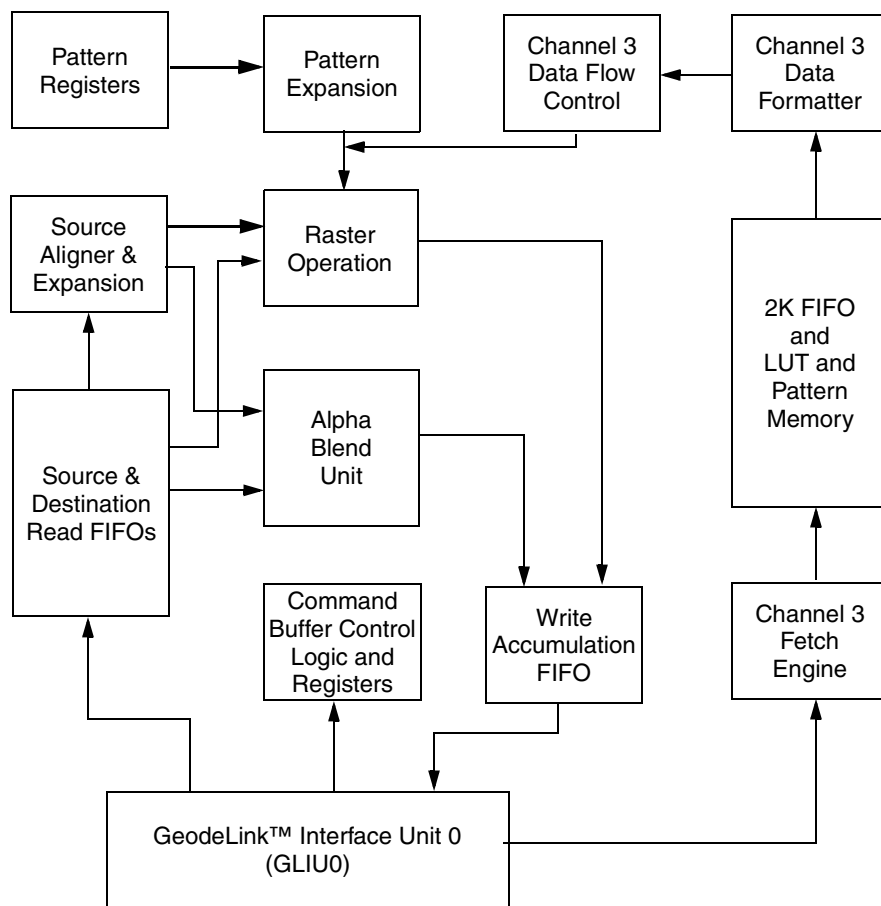 Pattern
Registers
Pattern
Expansion
Channel 3
Data Flow
Control
Channel 3
Data
Formatter
Source
Aligner &
Expansion
Raster
Operation
2K FIFO
and
LUT and
Pattern
Memory
Source &
Destination
Read FIFOs
Alpha
Blend
Unit
Command
Buffer Control
Logic and
Registers
Write
Accumulation
FIFO
Channel 3
Fetch
Engine
GeodeLink™ Interface Unit 0
(GLIU0)